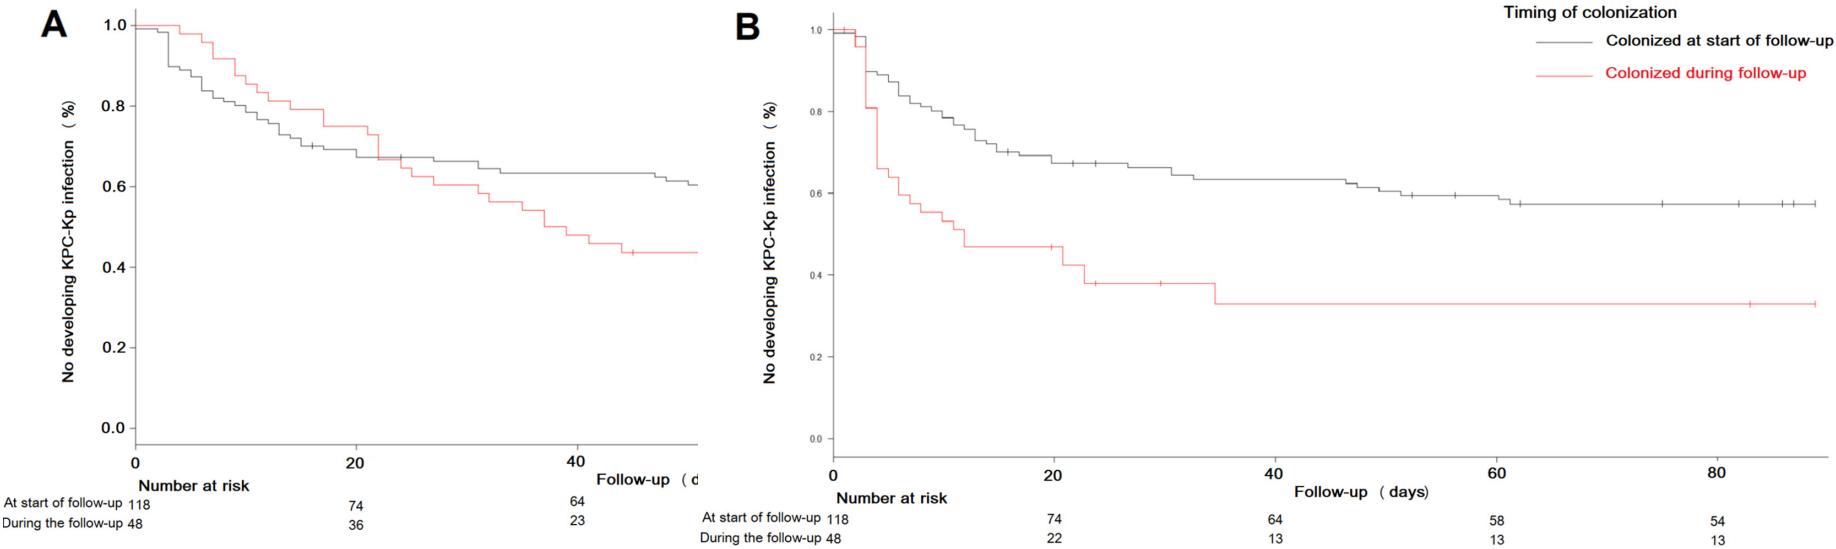 A
No developing KPC-Kp infection ( %)
1.0
0.8
0.6
0.4
0.2
0.0
0 20 40
Follow-up ( d
Number at risk
At start of follow-up 118 74 64
During the follow-up 48 36 23
B
Timing of colonization
Colonized at start of follow-up
Colonized during follow-up
No developing KPC-Kp infection ( %)
1.0
0.8
0.6
0.4
0.2
0.0
0 20 40 60 80
Follow-up ( days)
Number at risk
At start of follow-up 118 74 64 58 54
During the follow-up 48 22 13 13 13